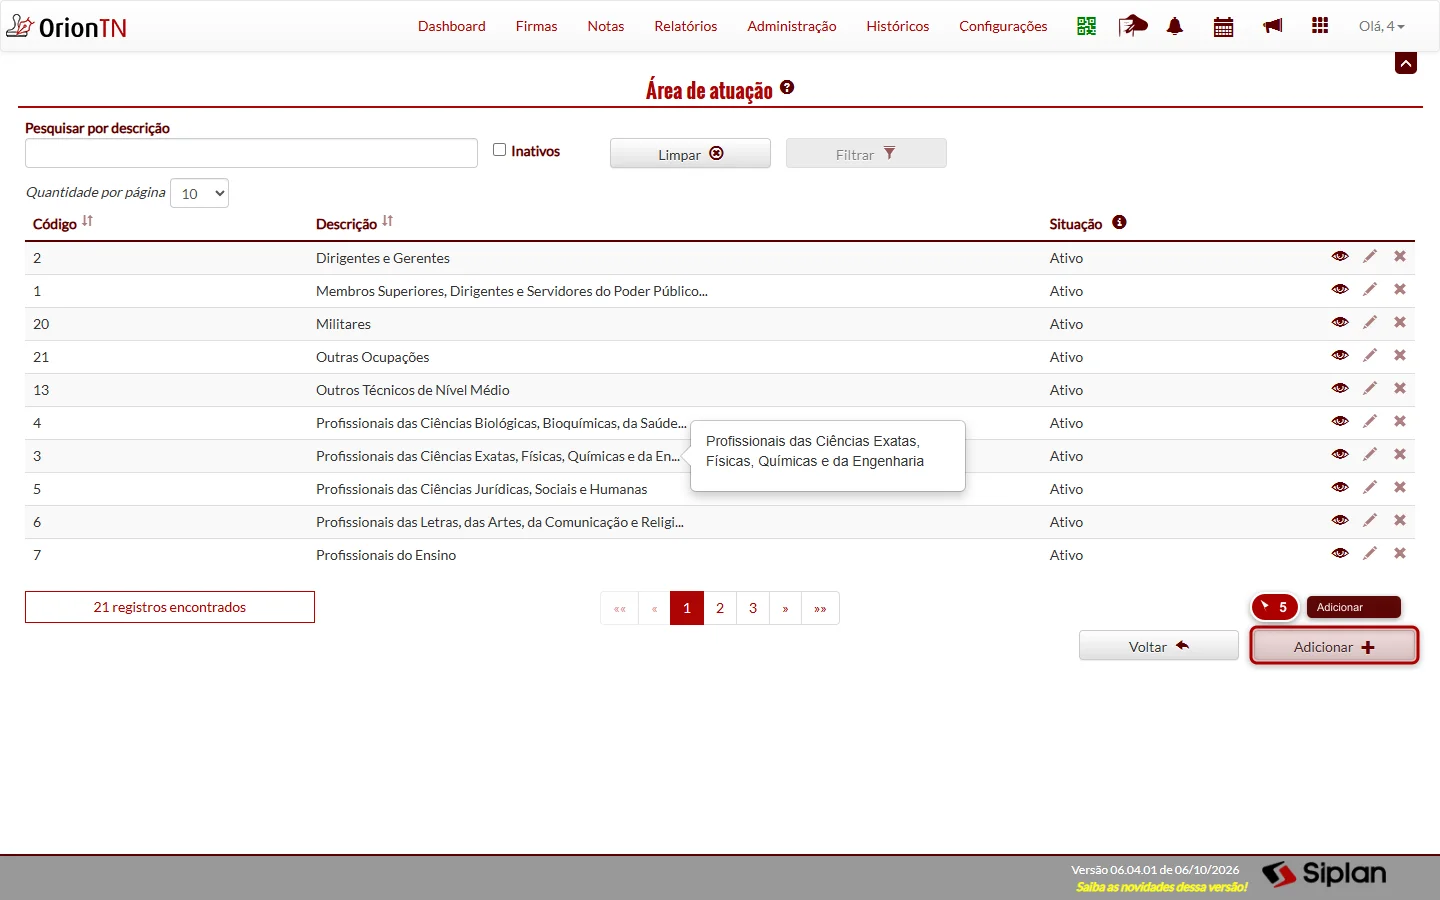 OrionTN
Dashboard Firmas Notas Relatórios Administração Históricos Configurações Olá, 4
Área de atuação
Pesquisar por descrição
Inativos
Limpar
Filtrar
Quantidade por página 10
Código Descrição Situação
2 Dirigentes e Gerentes Ativo
1 Membros Superiores, Dirigentes e Servidores do Poder Público... Ativo
20 Militares Ativo
21 Outras Ocupações Ativo
13 Outros Técnicos de Nível Médio Ativo
4 Profissionais das Ciências Biológicas, Bioquímicas, da Saúde... Ativo
3 Profissionais das Ciências Exatas, Físicas, Químicas e da En... Ativo
Profissionais das Ciências Exatas,
Físicas, Químicas e da Engenharia
5 Profissionais das Ciências Jurídicas, Sociais e Humanas Ativo
6 Profissionais das Letras, das Artes, da Comunicação e Religi... Ativo
7 Profissionais do Ensino Ativo
21 registros encontrados
«« « 1 2 3 » »»
5 Adicionar
Voltar
Adicionar
Versão 06.04.01 de 06/10/2026
Saiba as novidades dessa versão!
Siplan